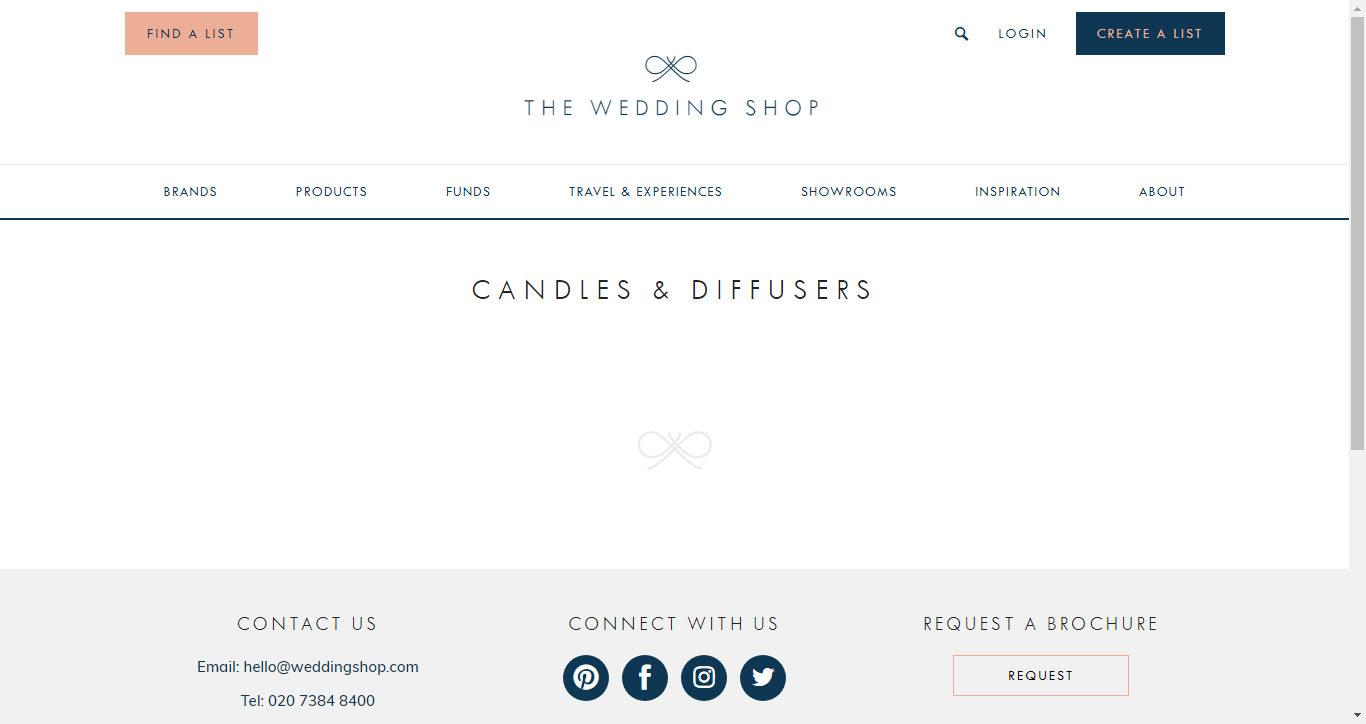 FIND A LIST
LOGIN
CREATE A LIST
THE WEDDING SHOP
BRANDS
PRODUCTS
FUNDS
TRAVEL & EXPERIENCES
SHOWROOMS
INSPIRATION
ABOUT
CANDLES & DIFFUSERS
CONTACT US
Email: hello@weddingshop.com
Tel: 020 7384 8400
CONNECT WITH US
REQUEST A BROCHURE
REQUEST